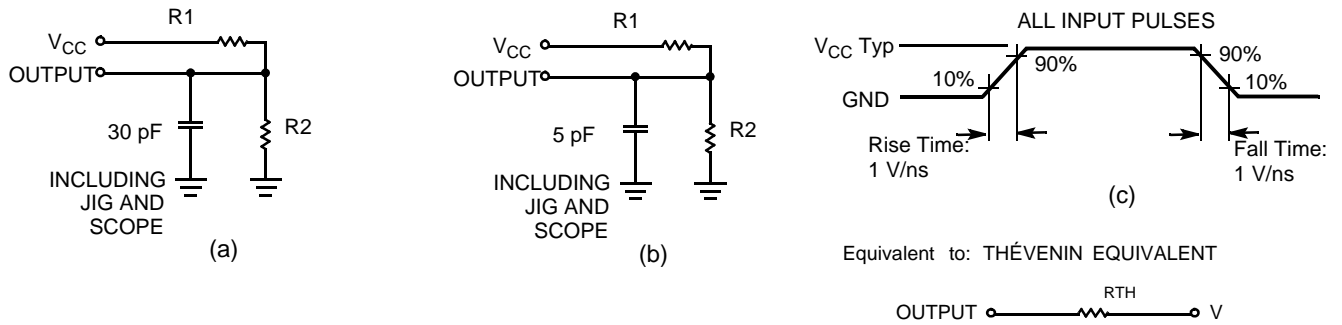 R1
VCC
OUTPUT
30 pF
R2
INCLUDING
JIG AND
SCOPE
(a)
R1
VCC
OUTPUT
5 pF
R2
INCLUDING
JIG AND
SCOPE
(b)
ALL INPUT PULSES
VCC Typ
10%
90%
90%
10%
GND
Rise Time:
1 V/ns
Fall Time:
1 V/ns
(c)
Equivalent to: THÉVENIN EQUIVALENT
OUTPUT
RTH
V